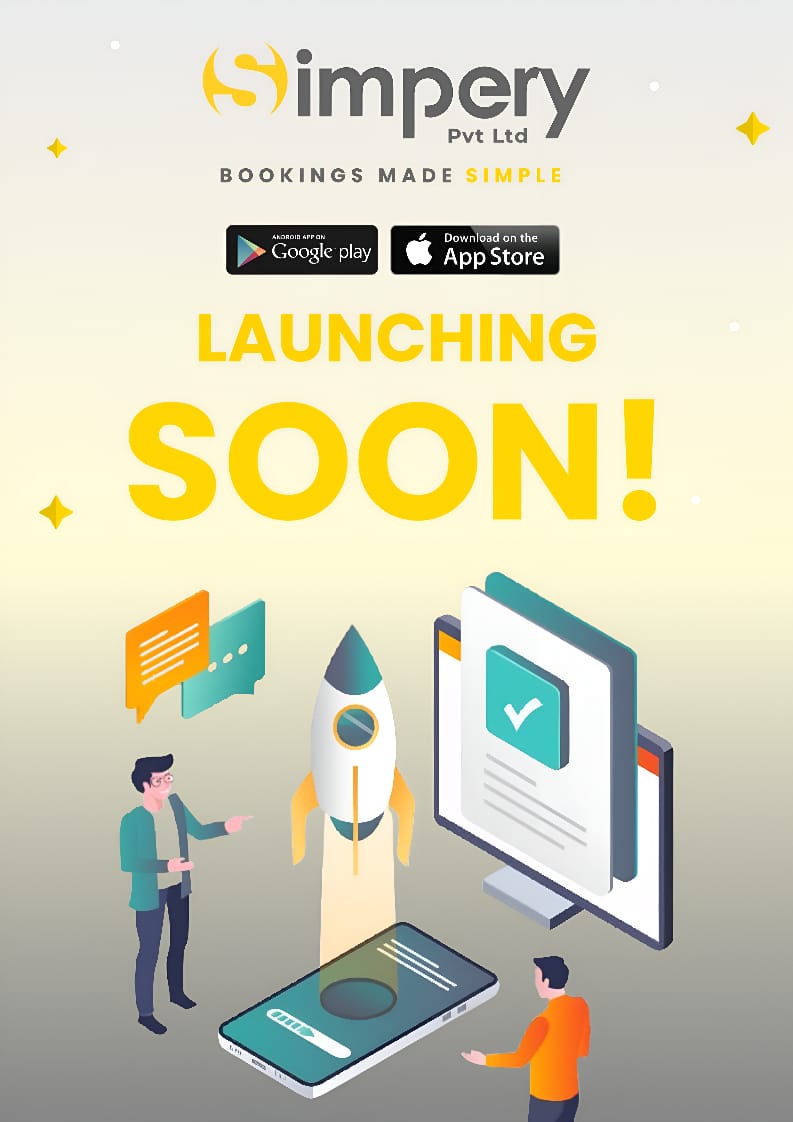 Simpery
Pvt Ltd
BOOKINGS MADE SIMPLE
ANDROID APP ON
Google play
Download on the
App Store
LAUNCHING
SOON!